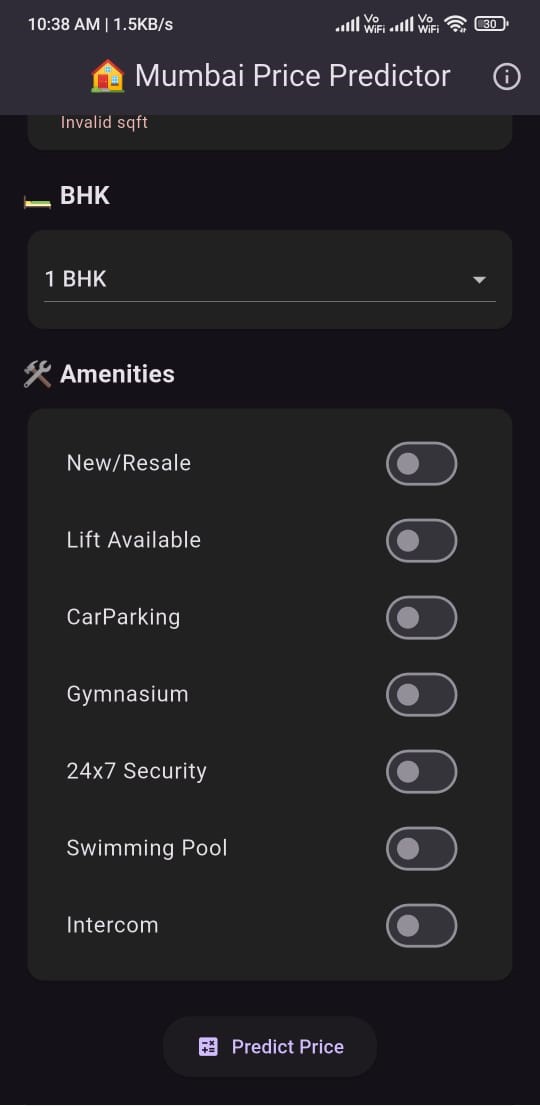 10:38 AM | 1.5KB/s Vo WiFi Vo WiFi 30
Mumbai Price Predictor
Invalid sqft
BHK
1 BHK
Amenities
New/Resale
Lift Available
CarParking
Gymnasium
24x7 Security
Swimming Pool
Intercom
Predict Price